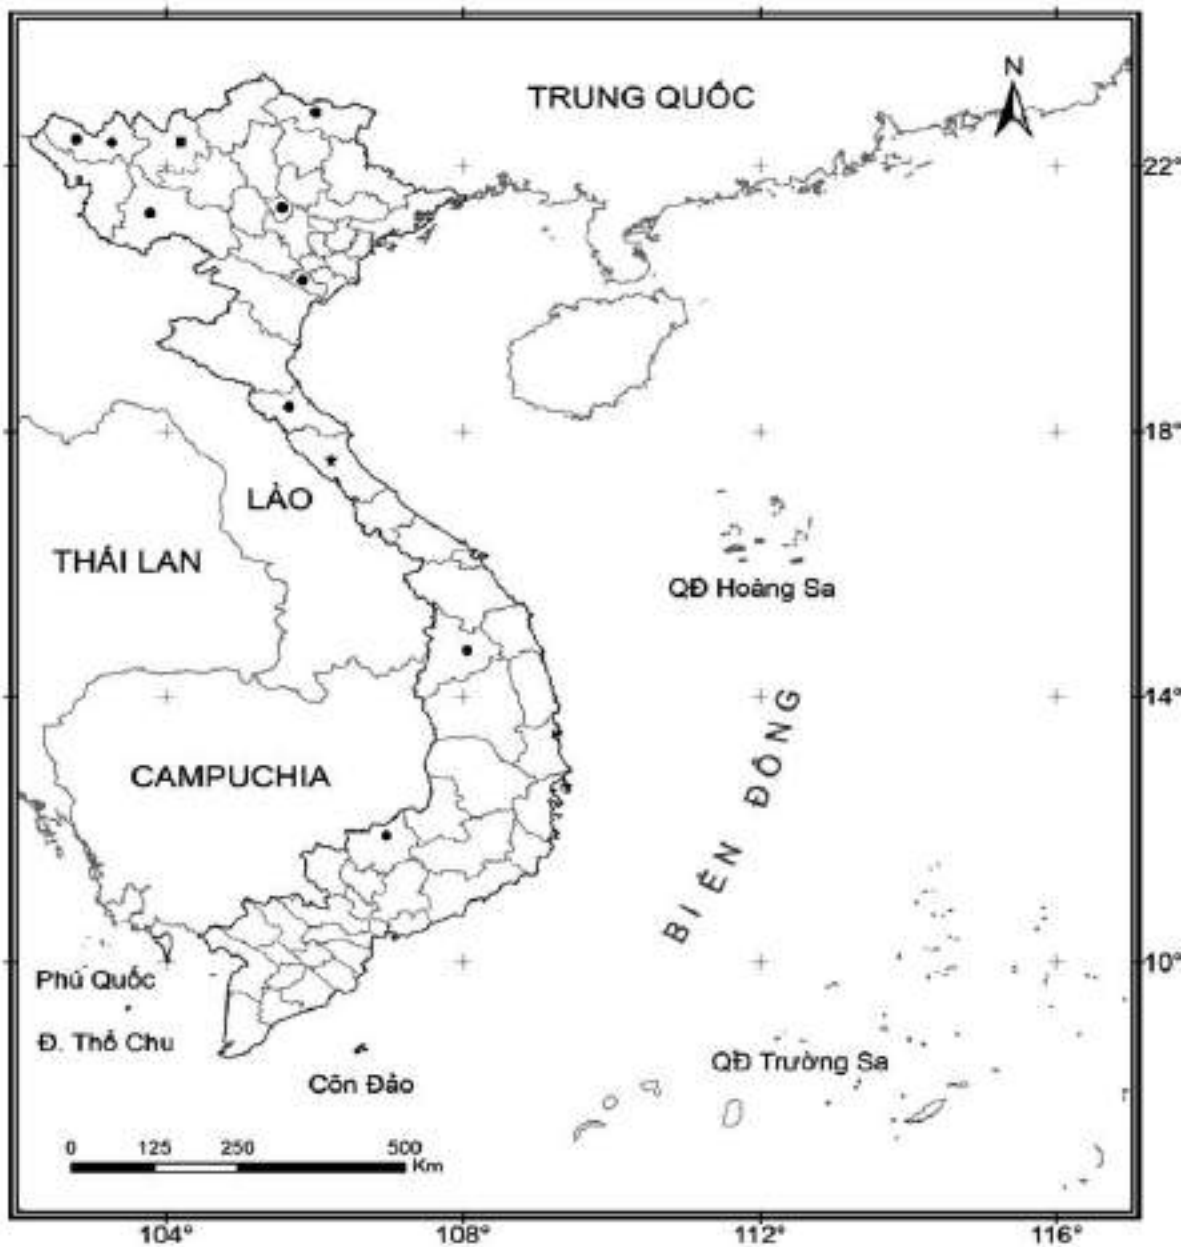 TRUNG QUỐC
N
22°
18°
LÀO
THÁI LAN
QĐ Hoàng Sa
14°
CAMPUCHIA
BIỂN ĐÔNG
10°
Phú Quốc
Đ. Thổ Chu
QĐ Trường Sa
Côn Đảo
0 125 250 500
Km
104° 108° 112° 116°